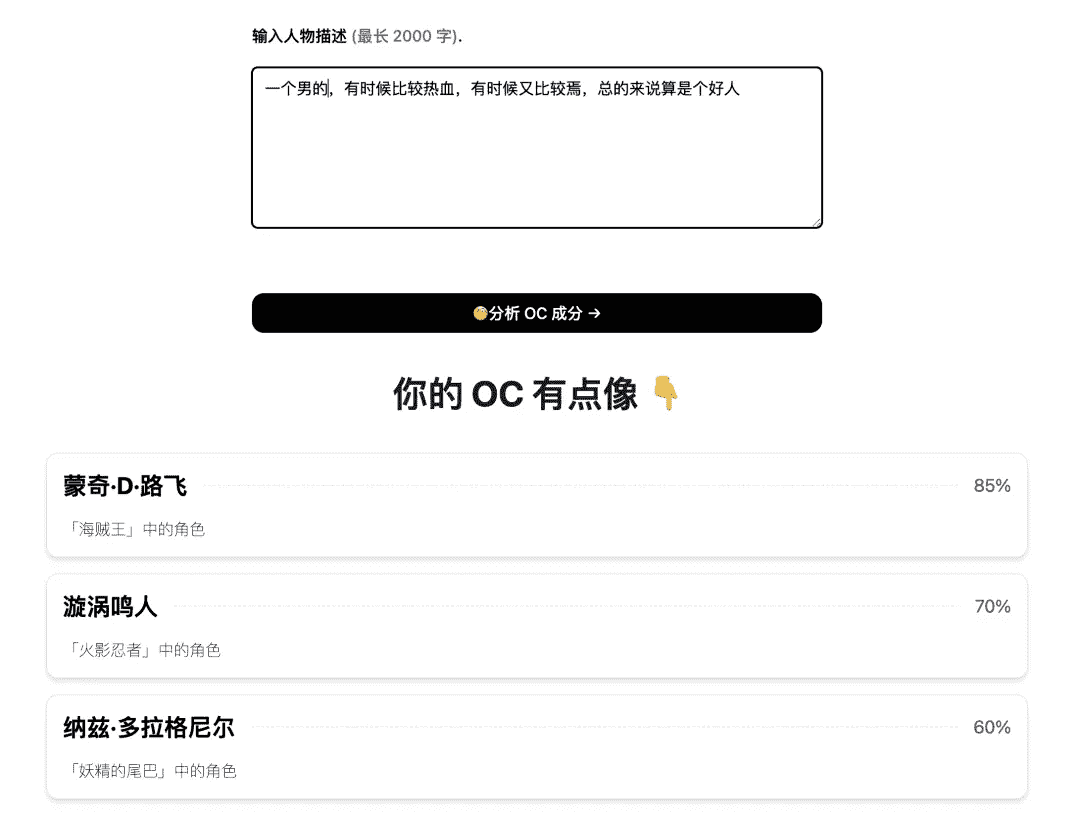 输入人物描述 (最长 2000 字).
一个男的，有时候比较热血，有时候又比较焉，总的来说算是个好人
🧐分析 OC 成分 →
你的 OC 有点像 👇
蒙奇·D·路飞 85%
「海贼王」中的角色
漩涡鸣人 70%
「火影忍者」中的角色
纳兹·多拉格尼尔 60%
「妖精的尾巴」中的角色